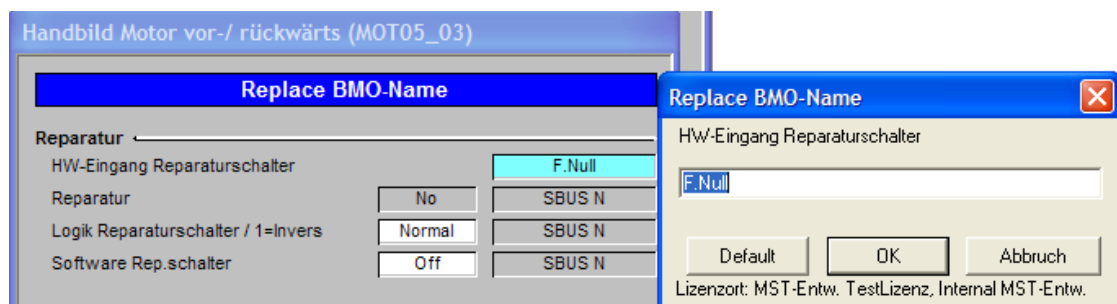 Handbild Motor vor-/ rückwärts (MOT05_03)
Replace BMO-Name
Reparatur
HW-Eingang Reparaturschalter F.Null
Reparatur No SBUS N
Logik Reparaturschalter / 1=Invers Normal SBUS N
Software Rep.schalter Off SBUS N
Replace BMO-Name
HW-Eingang Reparaturschalter
F.Null
Default OK Abbruch
Lizenzort: MST-Entw. TestLizenz, Internal MST-Entw.